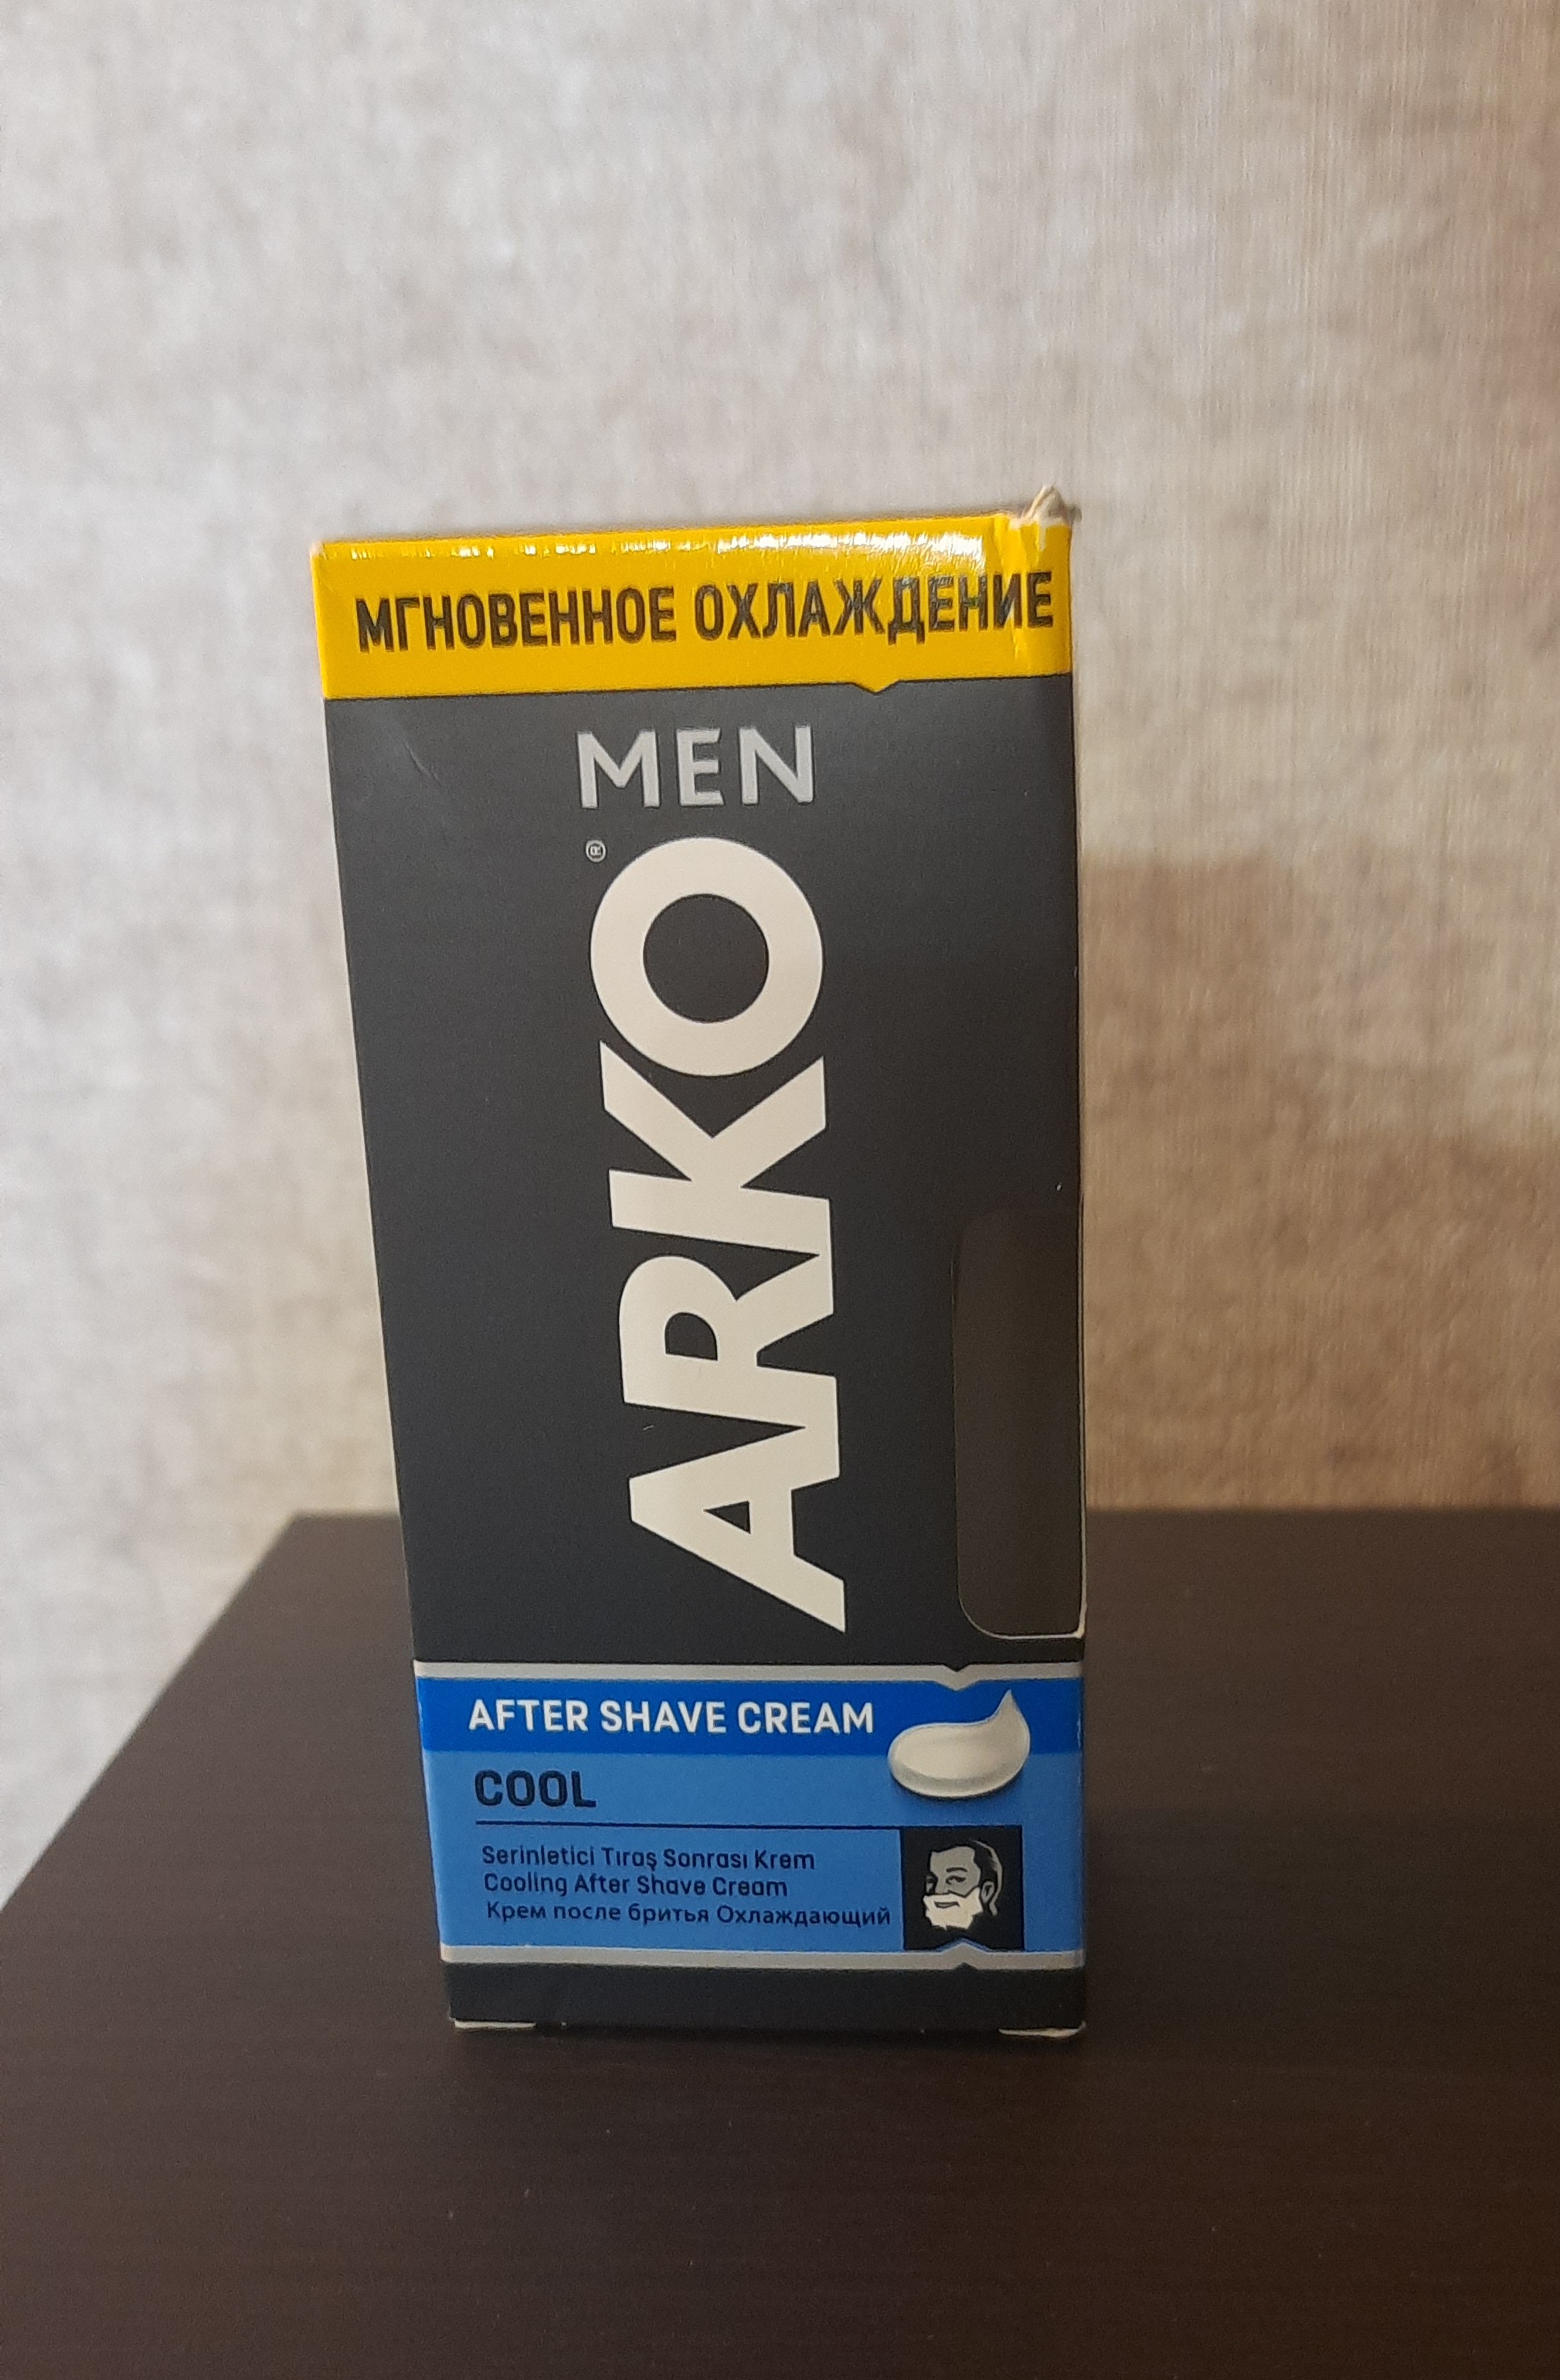 МГНОВЕННОЕ ОХЛАЖДЕНИЕ
MEN
ARKO®
AFTER SHAVE CREAM
COOL
Serinletici Tıraş Sonrası Krem
Cooling After Shave Cream
Крем после бритья Охлаждающий